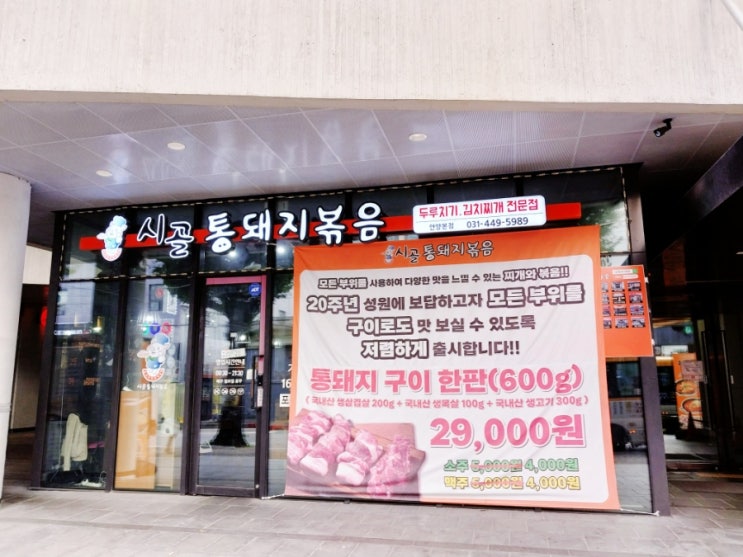 시골 통돼지볶음
두루치기.김치찌개 전문점
안양본점 031-449-5989
시골 통돼지볶음
모든 부위를 사용하여 다양한 맛을 느낄 수 있는 찌개와 볶음!!
20주년 성원에 보답하고자 모든 부위를
구이로도 맛 보실 수 있도록
저렴하게 출시합니다!!
통돼지 구이 한판(600g)
( 국내산 생삼겹살 200g + 국내산 생목살 100g + 국내산 생고기 300g )
29,000원
소주 5,000원 4,000원
맥주 5,000원 4,000원
영업시간안내
ADT